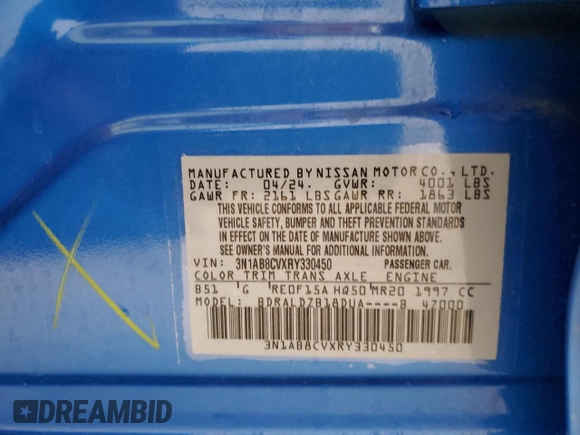 MANUFACTURED BY NISSAN MOTOR CO., LTD.
DATE: 04/24. GVWR: 4001 LBS
GAWR FR: 2161 LBS GAWR RR: 1863 LBS
THIS VEHICLE CONFORMS TO ALL APPLICABLE FEDERAL MOTOR
VEHICLE SAFETY, BUMPER AND THEFT PREVENTION STANDARDS
IN EFFECT ON THE DATE OF MANUFACTURE SHOWN ABOVE.
SEE OWNER'S MANUAL FOR ADDITIONAL INFORMATION.
VIN: 3N1AB8CVXRY330450 PASSENGER CAR.
COLOR TRIM TRANS AXLE ENGINE
B51 G RE0F15A HQ50 MR20 1997 CC
MODEL: BDRALDZB18DUA----B 47000
3N1AB8CVXRY330450
DREAMBID